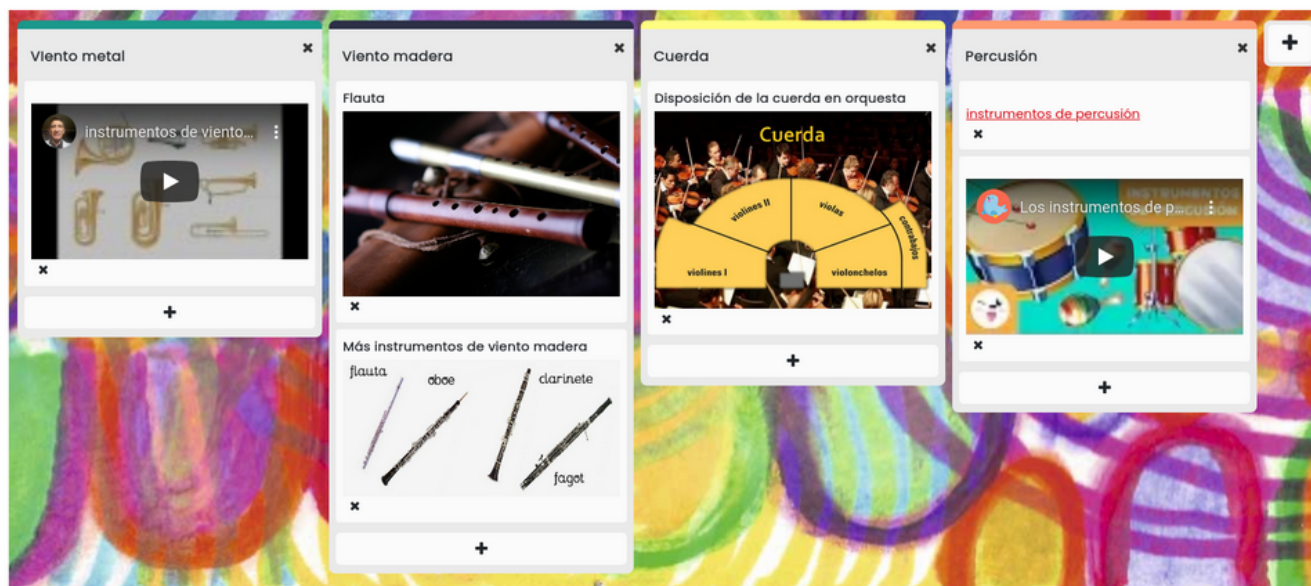 VIento metal
instrumentos de viento...
Viento madera
Flauta
Más instrumentos de viento madera
flauta
oboe
clarinete
fagot
Cuerda
Disposición de la cuerda en orquesta
Cuerda
violines II
violas
contrabajos
violines I
violonchelos
Percusión
instrumentos de percusión
INSTRUMENTOS
Los instrumentos de p...